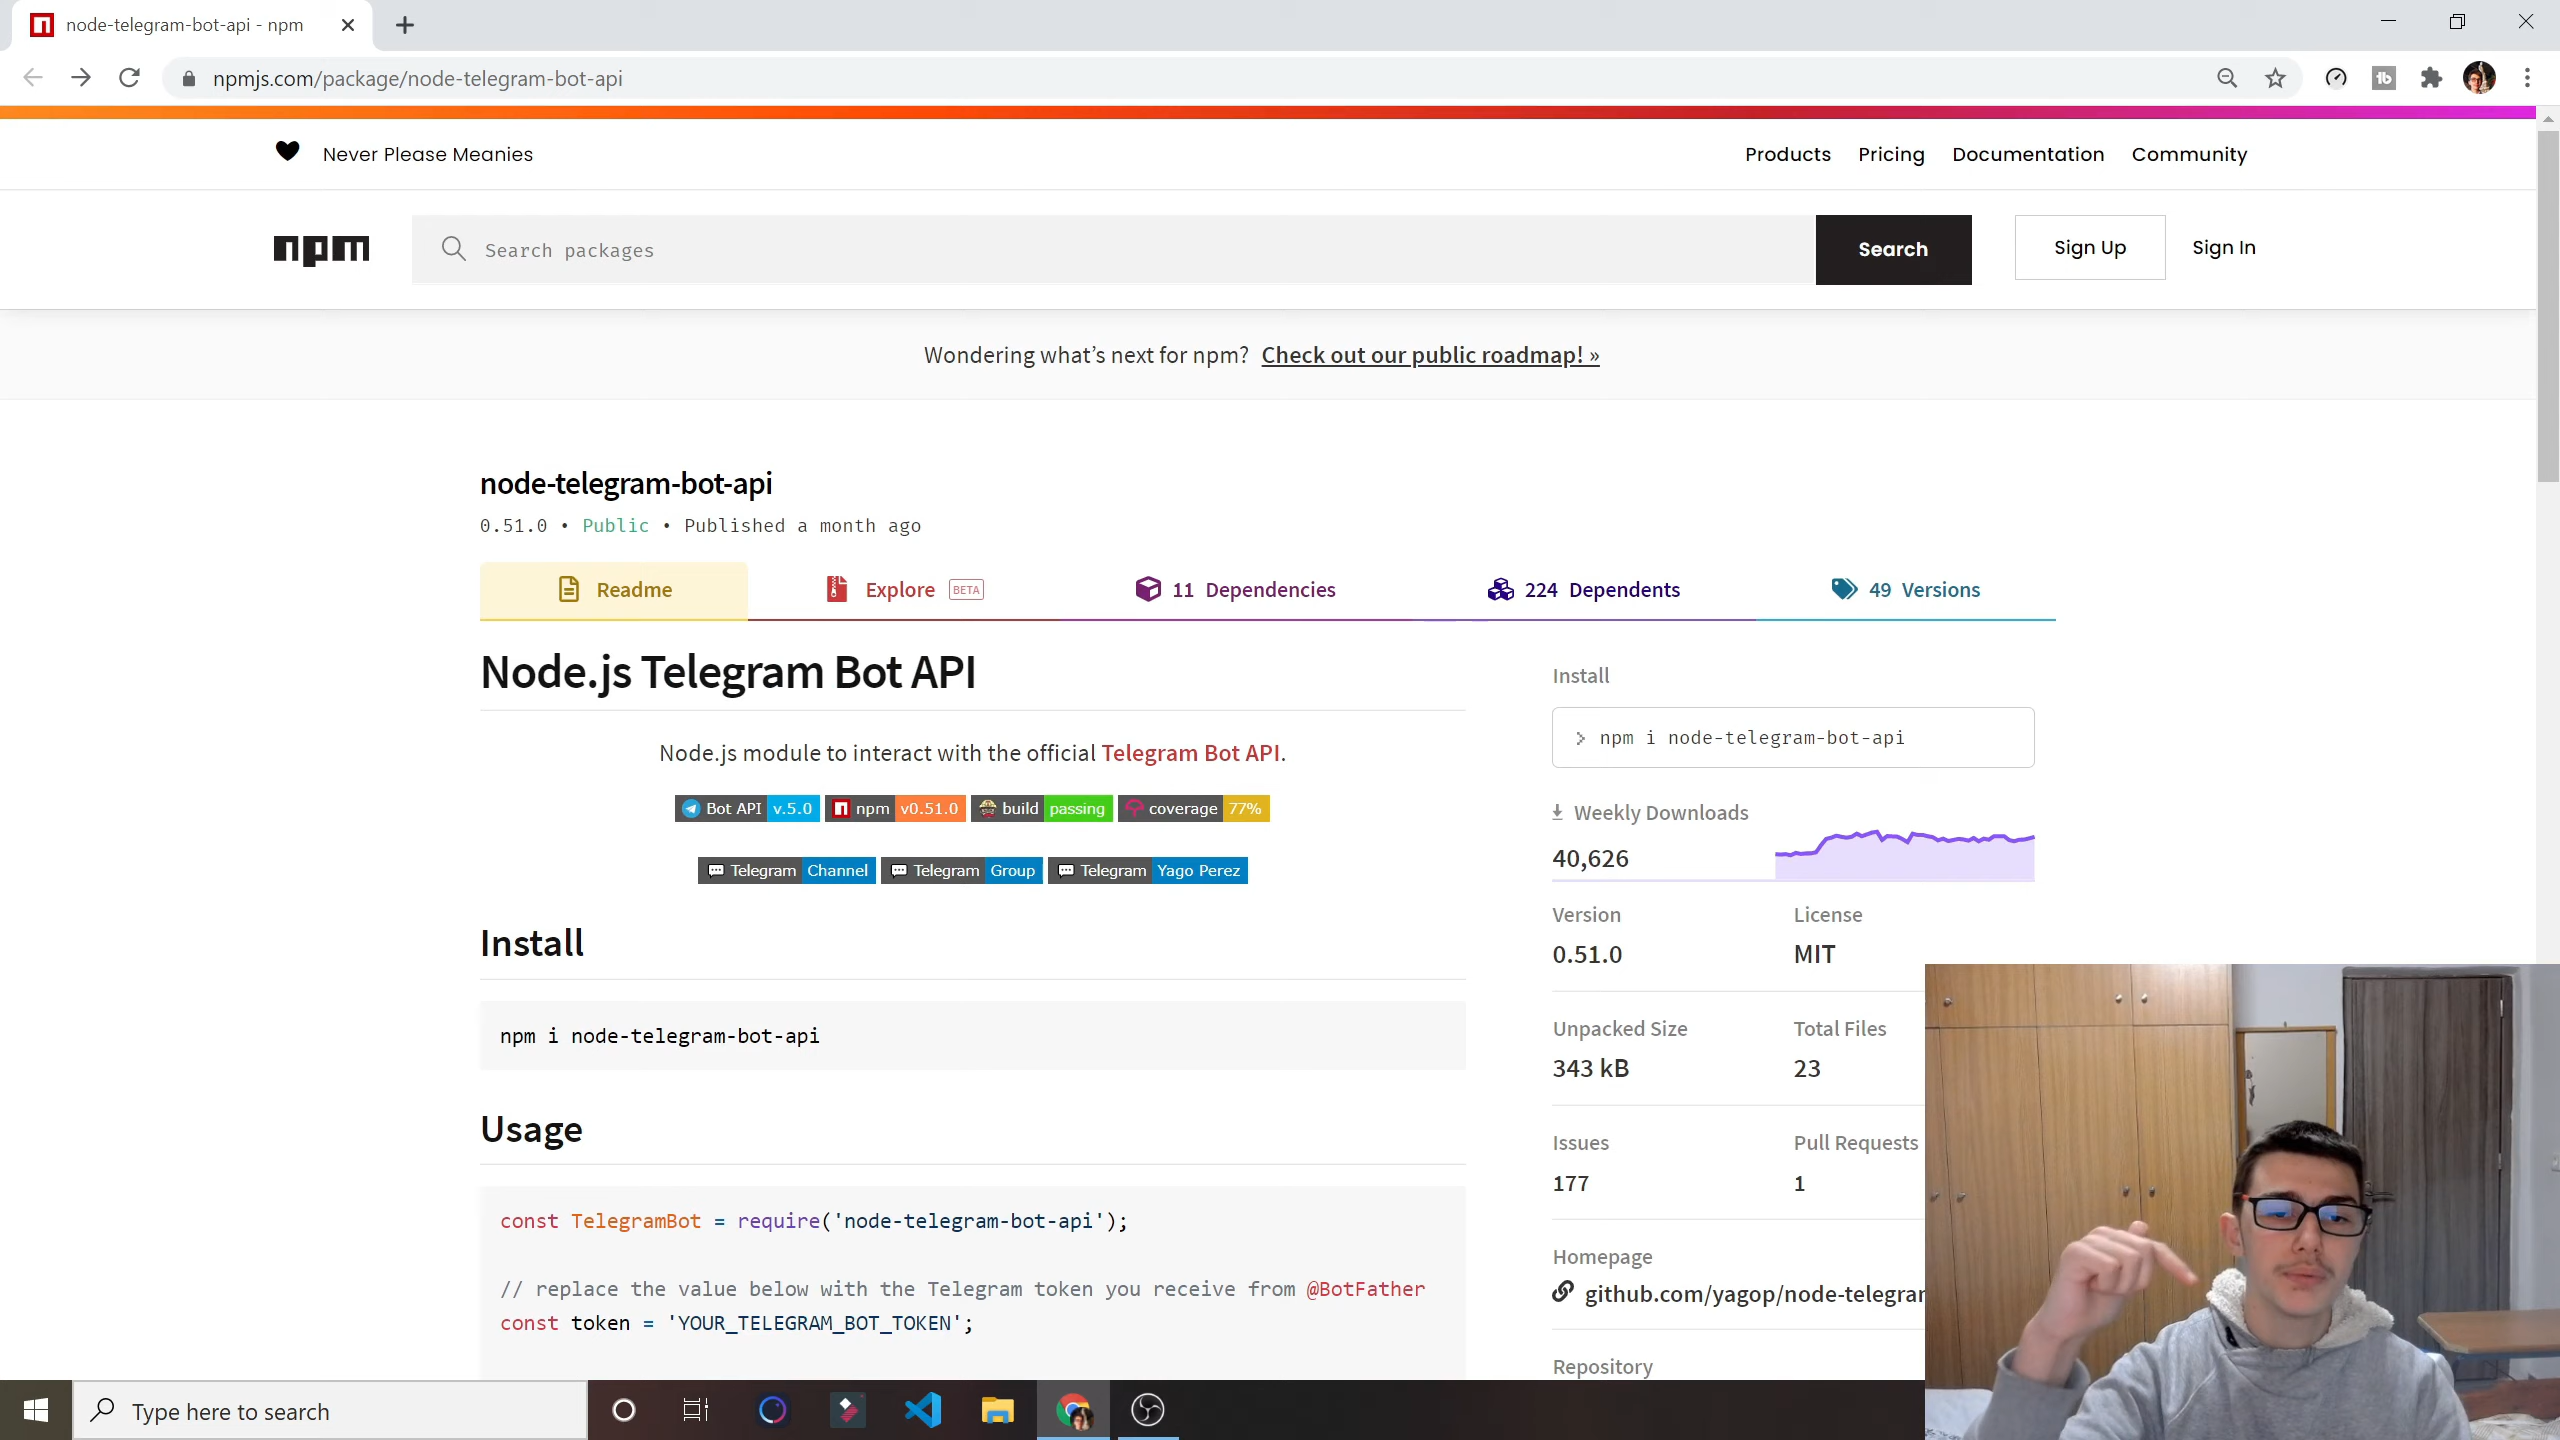 node-telegram-bot-api - npm
npmjs.com/package/node-telegram-bot-api
Never Please Meanies
Products Pricing Documentation Community
npm
Search packages
Search
Sign Up
Sign In
Wondering what’s next for npm? Check out our public roadmap! »
node-telegram-bot-api
0.51.0 • Public • Published a month ago
Readme
Explore BETA
11 Dependencies
224 Dependents
49 Versions
Node.js Telegram Bot API
Node.js module to interact with the official Telegram Bot API.
Bot API v.5.0 npm v0.51.0 build passing coverage 77%
Telegram Channel Telegram Group Telegram Yago Perez
Install
npm i node-telegram-bot-api
Usage
const TelegramBot = require('node-telegram-bot-api');
// replace the value below with the Telegram token you receive from @BotFather
const token = 'YOUR_TELEGRAM_BOT_TOKEN';
Install
> npm i node-telegram-bot-api
Weekly Downloads
40,626
Version License
0.51.0 MIT
Unpacked Size Total Files
343 kB 23
Issues Pull Requests
177 1
Homepage
github.com/yagop/node-telegram
Repository
Type here to search